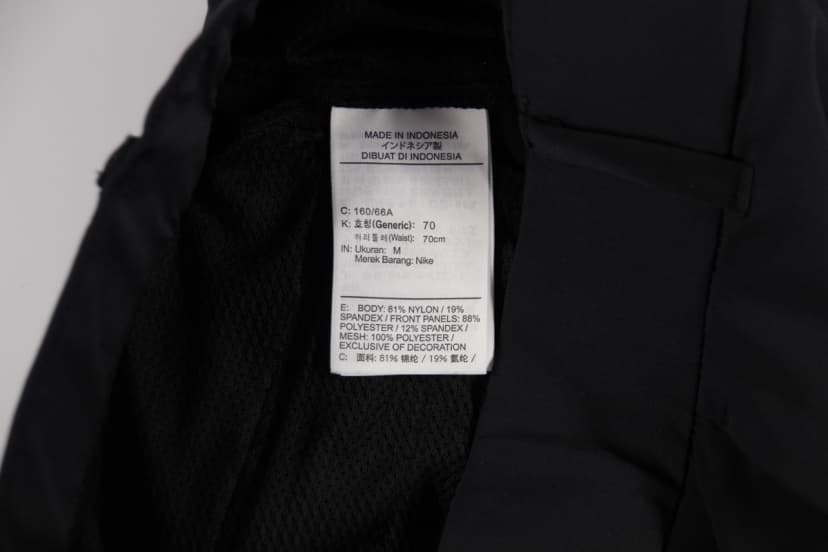 MADE IN INDONESIA
インドネシア製
DIBUAT DI INDONESIA
C: 160/66A
K: 호칭(Generic): 70
허리둘레(Waist): 70cm
IN: Ukuran: M
Merek Barang: Nike
E: BODY: 81% NYLON / 19%
SPANDEX / FRONT PANELS: 88%
POLYESTER / 12% SPANDEX /
MESH: 100% POLYESTER /
EXCLUSIVE OF DECORATION
C: 面料: 81% 锦纶 / 19% 氨纶 /